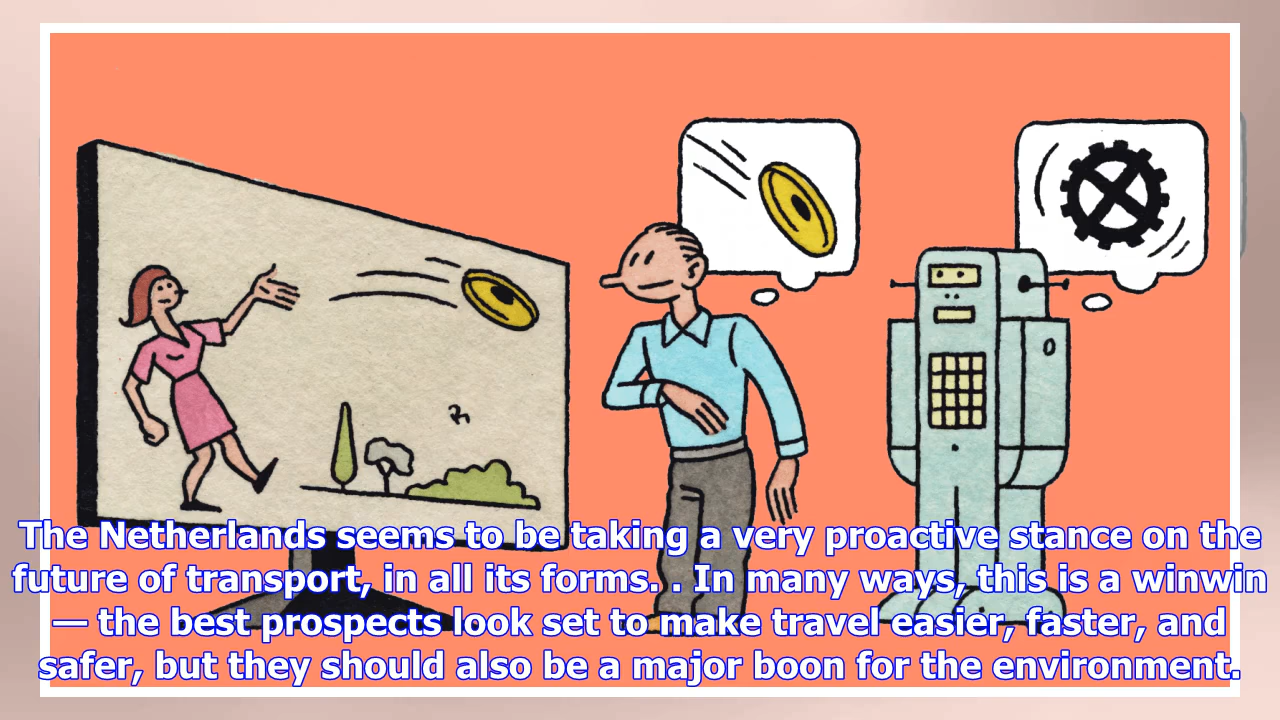 The Netherlands seems to be taking a very proactive stance on the
future of transport, in all its forms. . In many ways, this is a winwin
— the best prospects look set to make travel easier, faster, and
safer, but they should also be a major boon for the environment.